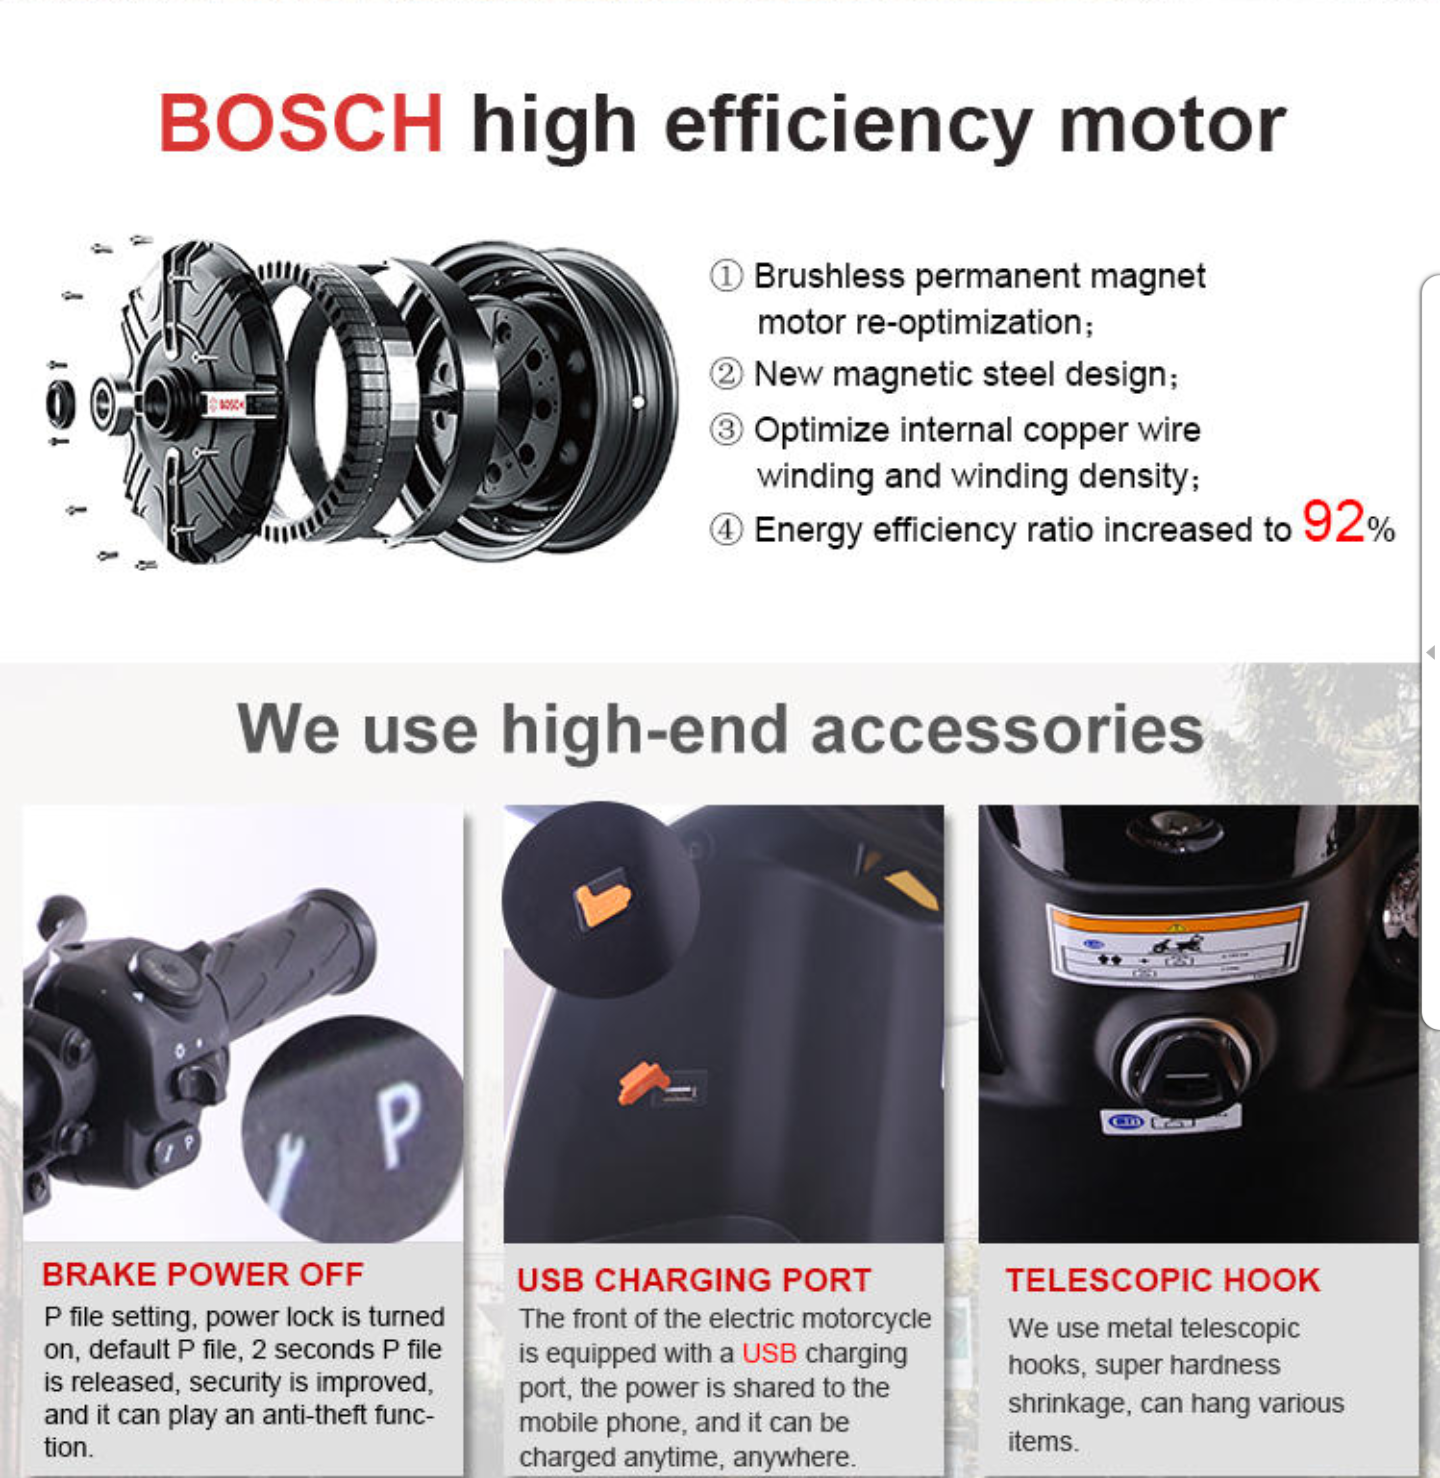 BOSCH high efficiency motor
① Brushless permanent magnet
motor re-optimization;
② New magnetic steel design;
③ Optimize internal copper wire
winding and winding density;
④ Energy efficiency ratio increased to 92%
BOSCH
We use high-end accessories
P
P
BRAKE POWER OFF
P file setting, power lock is turned
on, default P file, 2 seconds P file
is released, security is improved,
and it can play an anti-theft func-
tion.
USB CHARGING PORT
The front of the electric motorcycle
is equipped with a USB charging
port, the power is shared to the
mobile phone, and it can be
charged anytime, anywhere.
TELESCOPIC HOOK
We use metal telescopic
hooks, super hardness
shrinkage, can hang various
items.